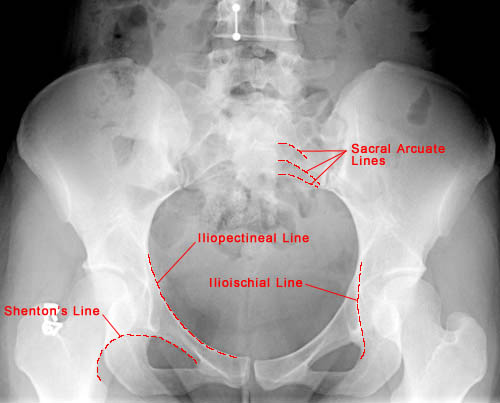 Sacral Arcuate
Lines
Iliopectineal Line
Ilioischial Line
Shenton's Line